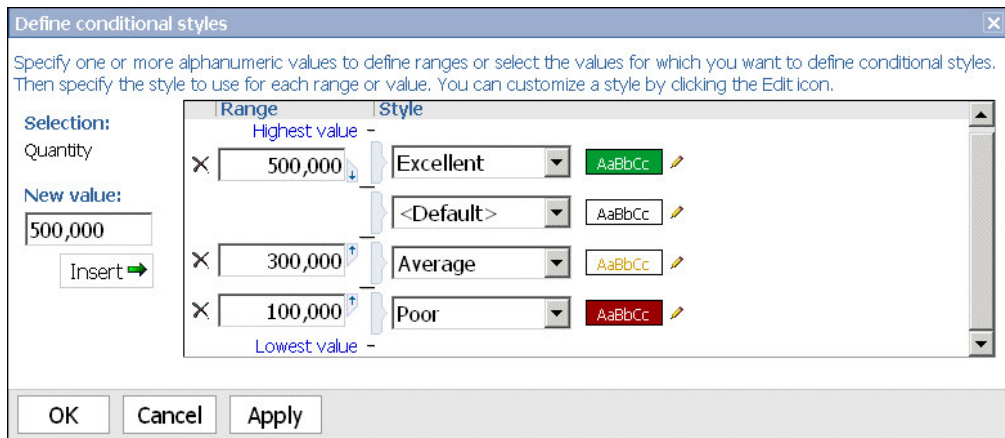 Define conditional styles
Specify one or more alphanumeric values to define ranges or select the values for which you want to define conditional styles.
Then specify the style to use for each range or value. You can customize a style by clicking the Edit icon.
Selection:
Quantity
New value:
500,000
Insert
Range Style
Highest value
500,000 Excellent AaBbCc
<Default> AaBbCc
300,000 Average AaBbCc
100,000 Poor AaBbCc
Lowest value
OK Cancel Apply